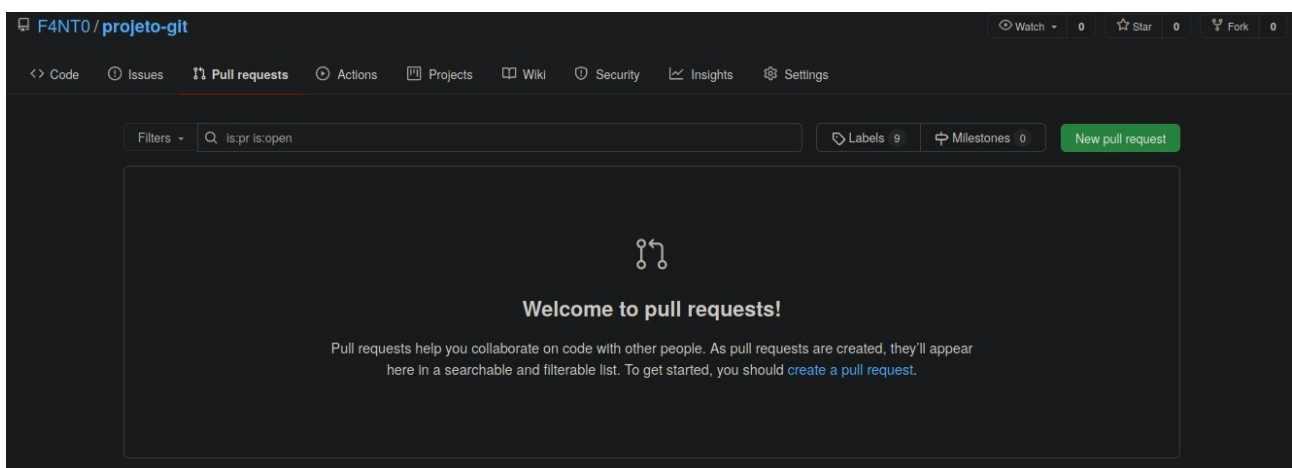 F4NT0 / projeto-git
Watch 0 Star 0 Fork 0
<> Code Issues Pull requests Actions Projects Wiki Security Insights Settings
Filters is:pr is:open Labels 9 Milestones 0 New pull request
Welcome to pull requests!
Pull requests help you collaborate on code with other people. As pull requests are created, they’ll appear
here in a searchable and filterable list. To get started, you should create a pull request.